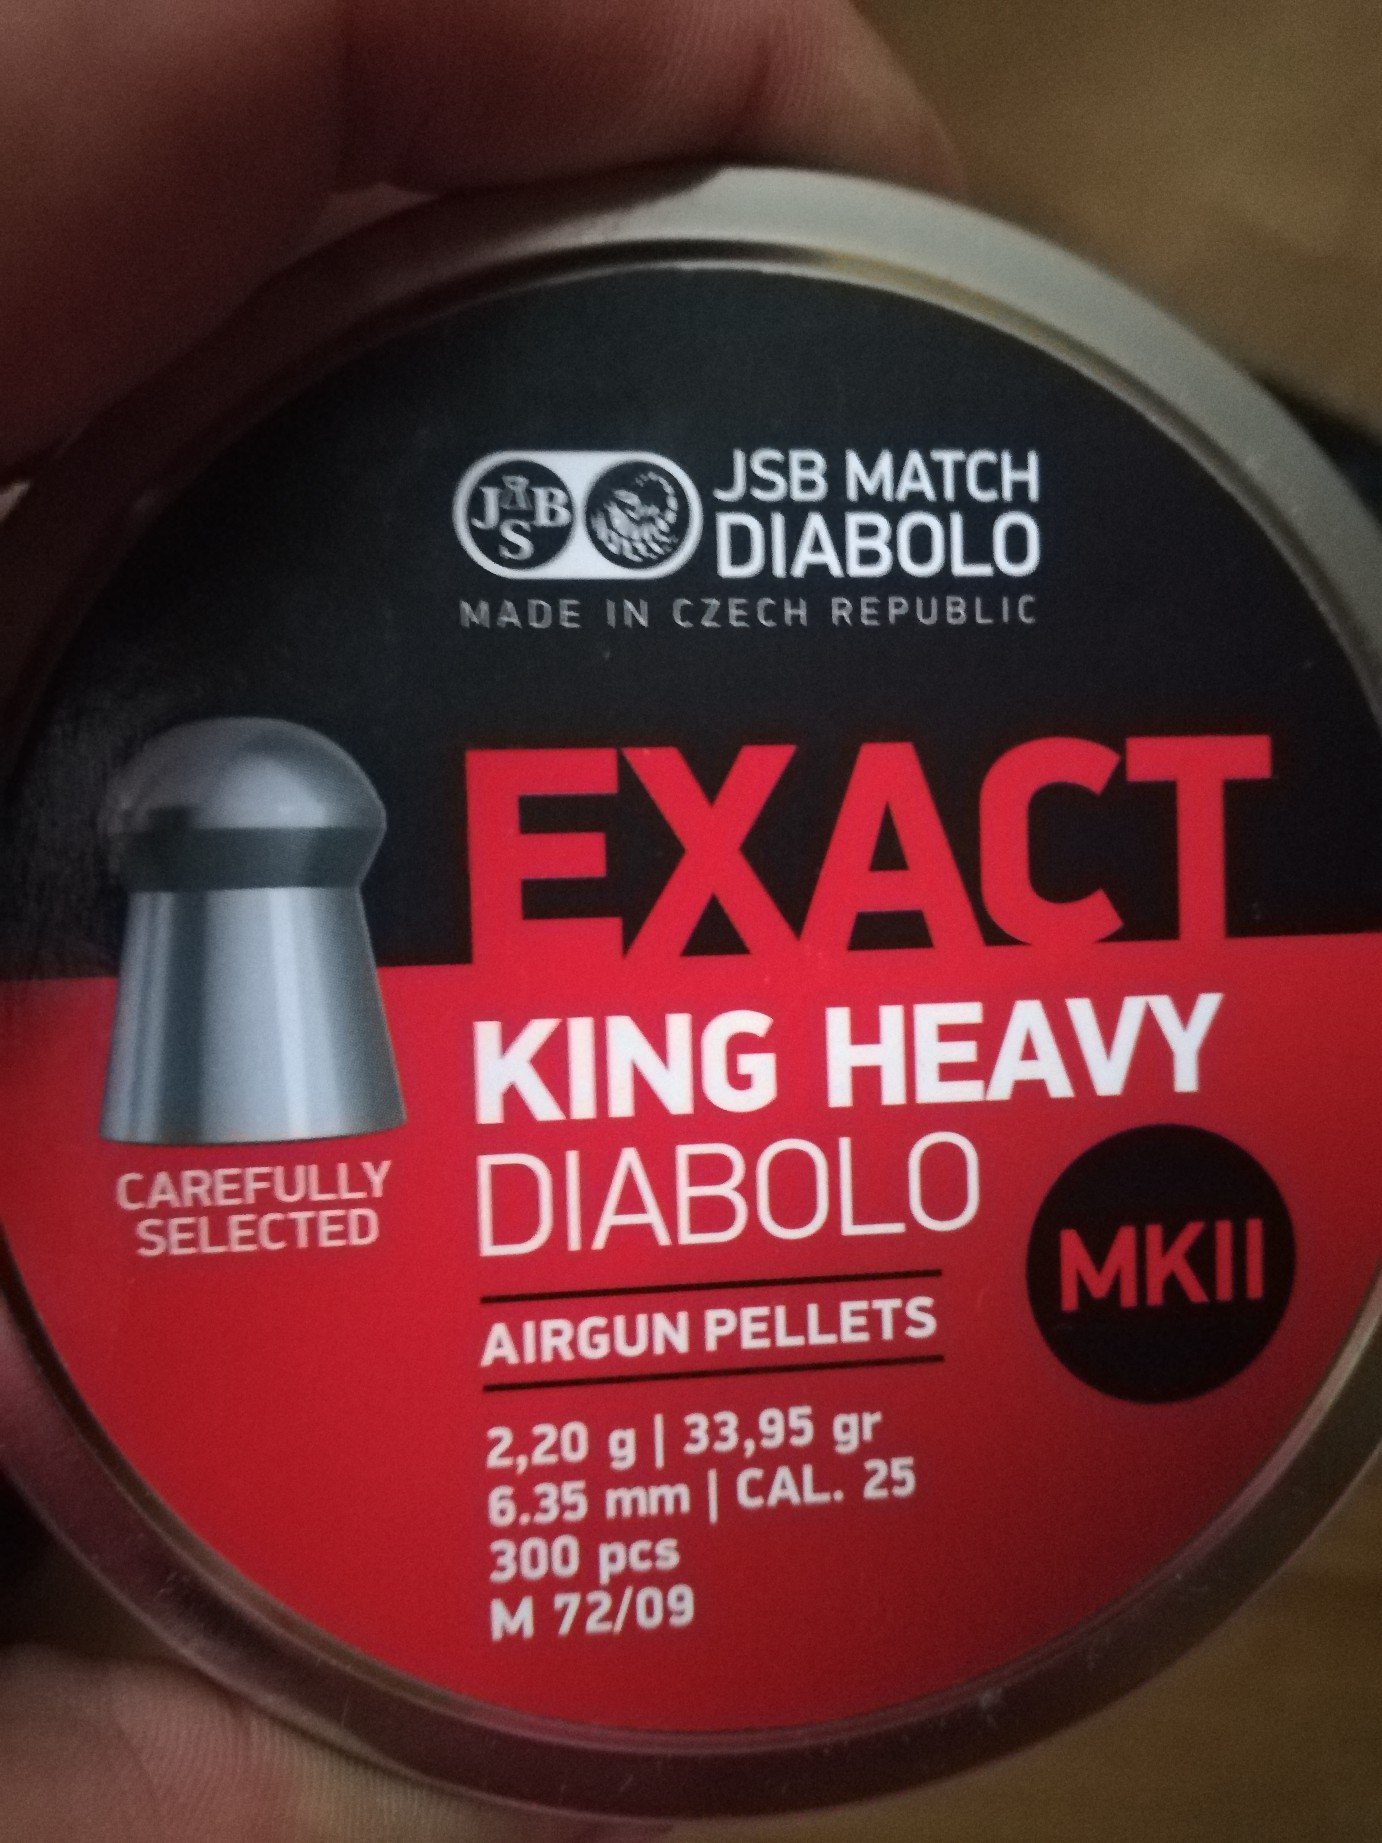 JSB
JSB MATCH
DIABOLO
MADE IN CZECH REPUBLIC
EXACT
KING HEAVY
DIABOLO
MKII
CAREFULLY
SELECTED
AIRGUN PELLETS
2,20 g | 33,95 gr
6.35 mm | CAL. 25
300 pcs
M 72/09